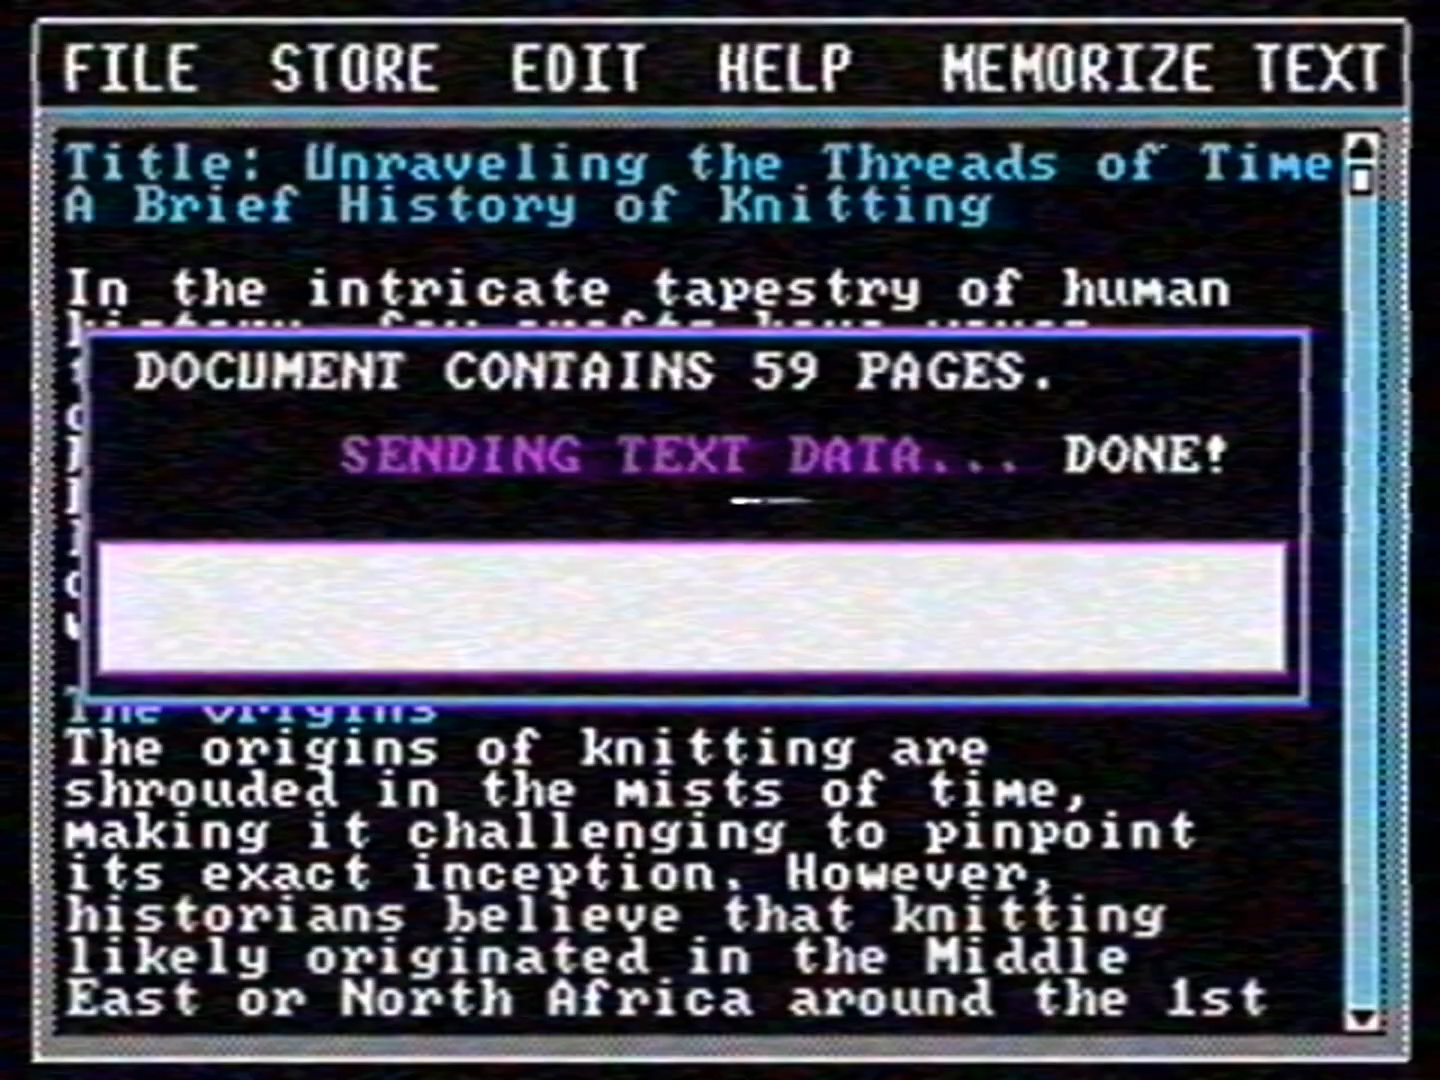 FILE STORE EDIT HELP MEMORIZE TEXT
Title: Unraveling the Threads of Time
A Brief History of Knitting
In the intricate tapestry of human
DOCUMENT CONTAINS 59 PAGES.
SENDING TEXT DATA... DONE!
The Origins
The origins of knitting are
shrouded in the mists of time,
making it challenging to pinpoint
its exact inception. However,
historians believe that knitting
likely originated in the Middle
East or North Africa around the 1st